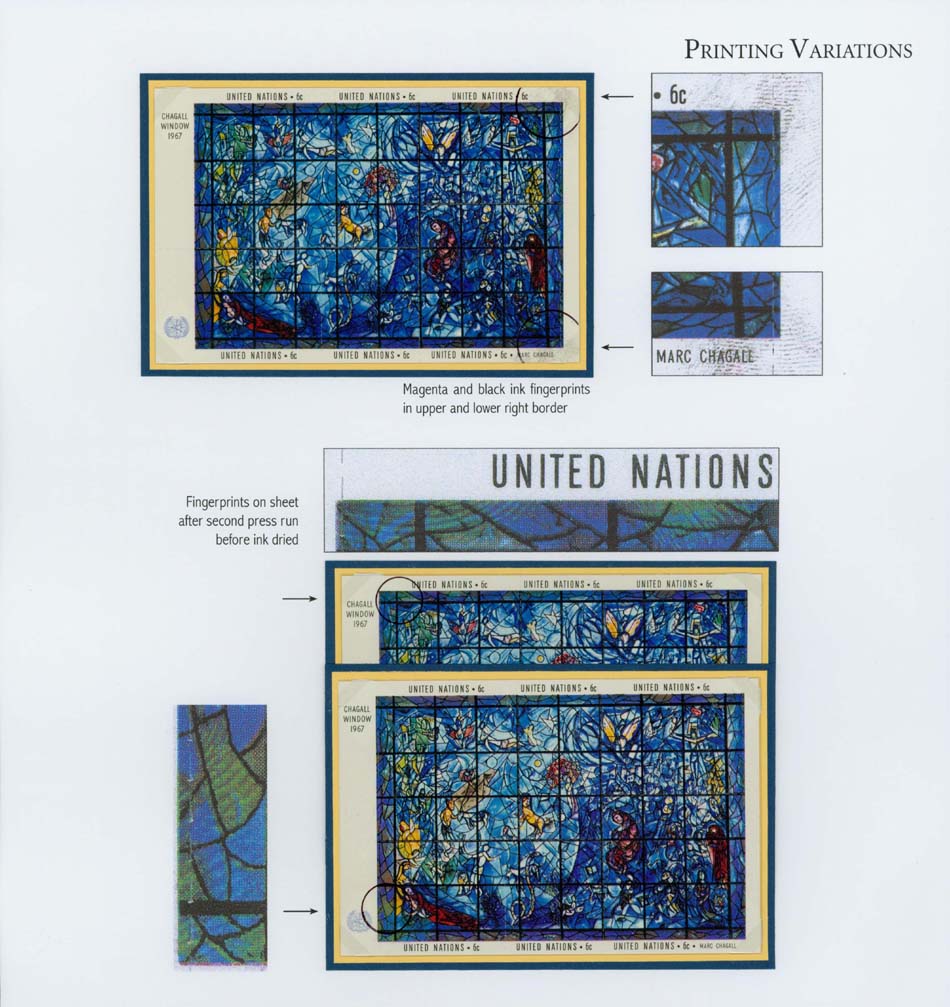 PRINTING VARIATIONS
UNITED NATIONS • 6c UNITED NATIONS • 6c UNITED NATIONS • 6c
CHAGALL
WINDOW
1967
UNITED NATIONS • 6c UNITED NATIONS • 6c UNITED NATIONS • 6c • MARC CHAGALL
• 6c
MARC CHAGALL
Magenta and black ink fingerprints
in upper and lower right border
UNITED NATIONS
Fingerprints on sheet
after second press run
before ink dried
UNITED NATIONS • 6c UNITED NATIONS • 6c UNITED NATIONS • 6c
CHAGALL
WINDOW
1967
UNITED NATIONS • 6c UNITED NATIONS • 6c UNITED NATIONS • 6c
CHAGALL
WINDOW
1967
UNITED NATIONS • 6c UNITED NATIONS • 6c UNITED NATIONS • 6c • MARC CHAGALL